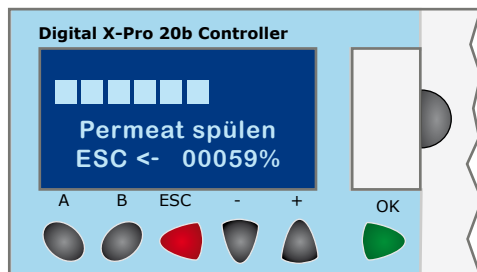 Digital X-Pro 20b Controller
Permeat spülen
ESC <- 00059%
A B ESC - +
OK